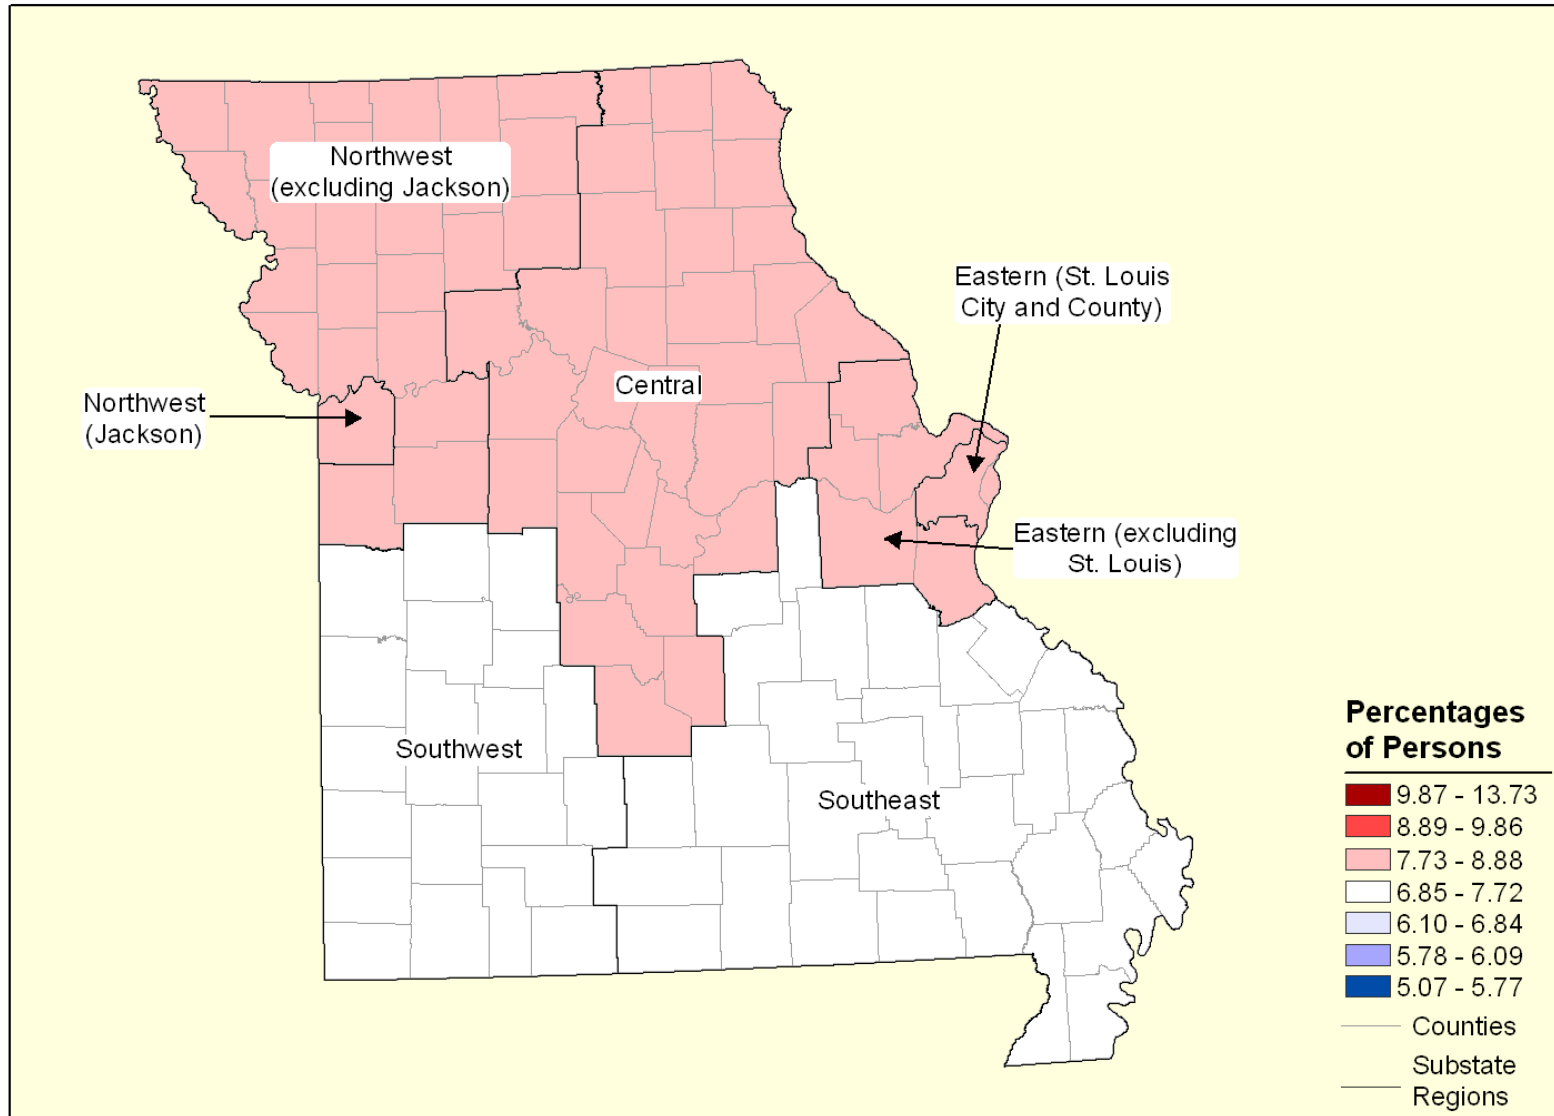 Northwest
(excluding Jackson)
Eastern (St. Louis
City and County)
Central
Northwest
(Jackson)
Eastern (excluding
St. Louis)
Southwest
Southeast
Percentages
of Persons
9.87 - 13.73
8.89 - 9.86
7.73 - 8.88
6.85 - 7.72
6.10 - 6.84
5.78 - 6.09
5.07 - 5.77
Counties
Substate
Regions